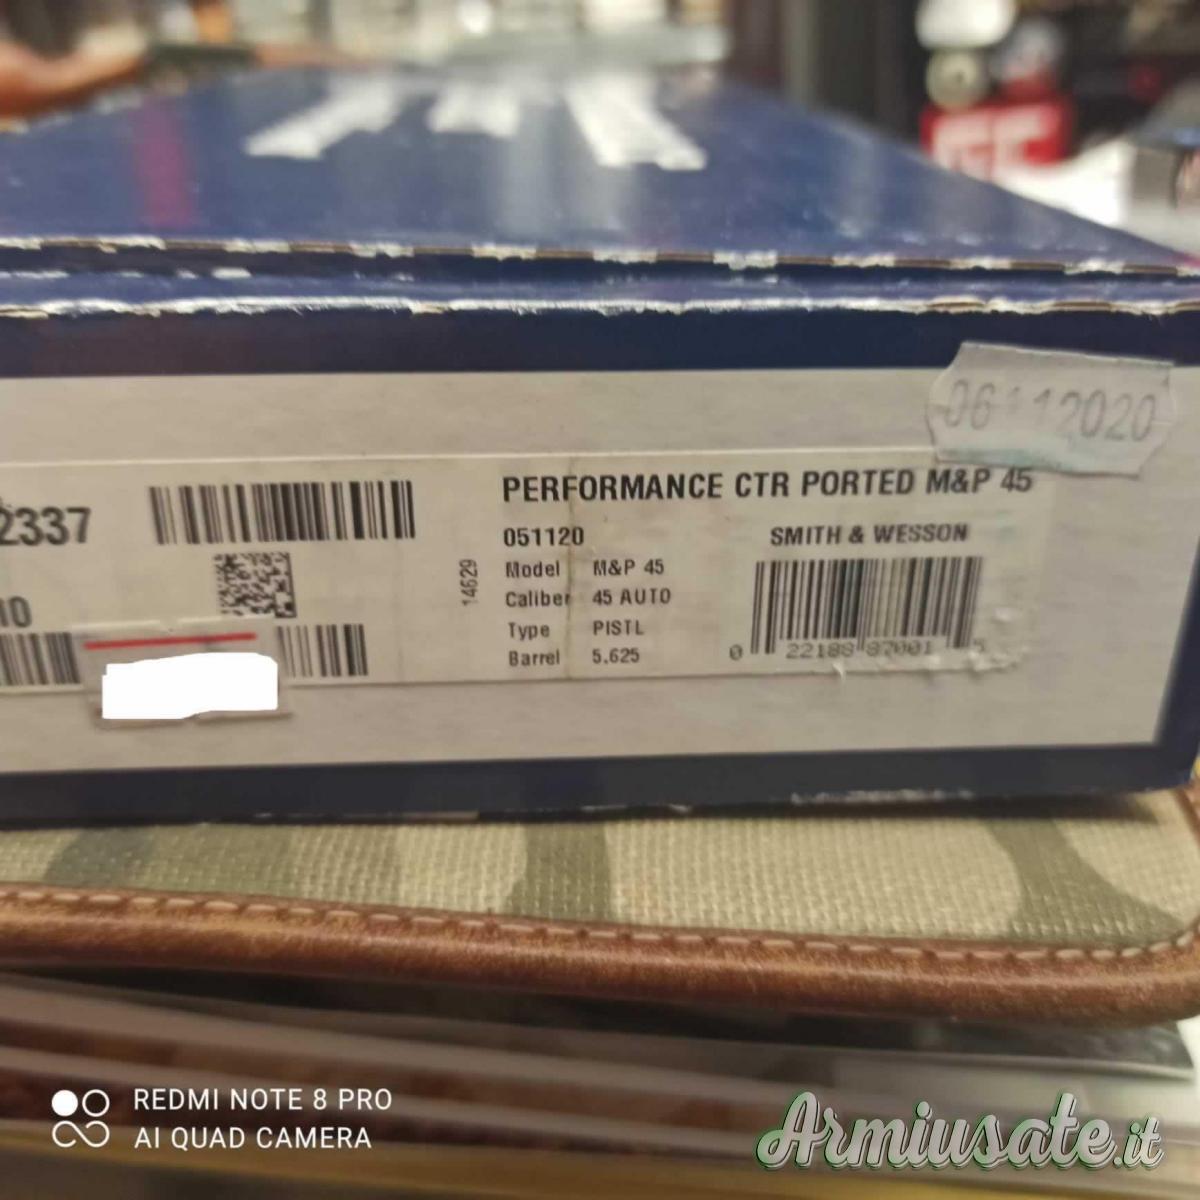 06112020
PERFORMANCE CTR PORTED M&P 45
2337
051120
SMITH & WESSON
Model M&P 45
14629
Caliber 45 AUTO
10
Type PISTL
Barrel 5.625
0 22188 87001 5
REDMI NOTE 8 PRO
AI QUAD CAMERA
Armiusate.it